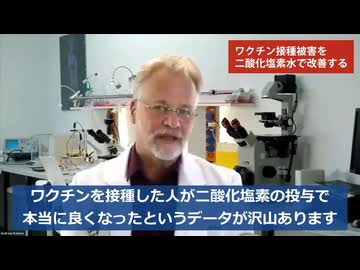 ワクチン接種被害を
二酸化塩素水で改善する
ワクチンを接種した人が二酸化塩素の投与で
本当に良くなったというデータが沢山あります